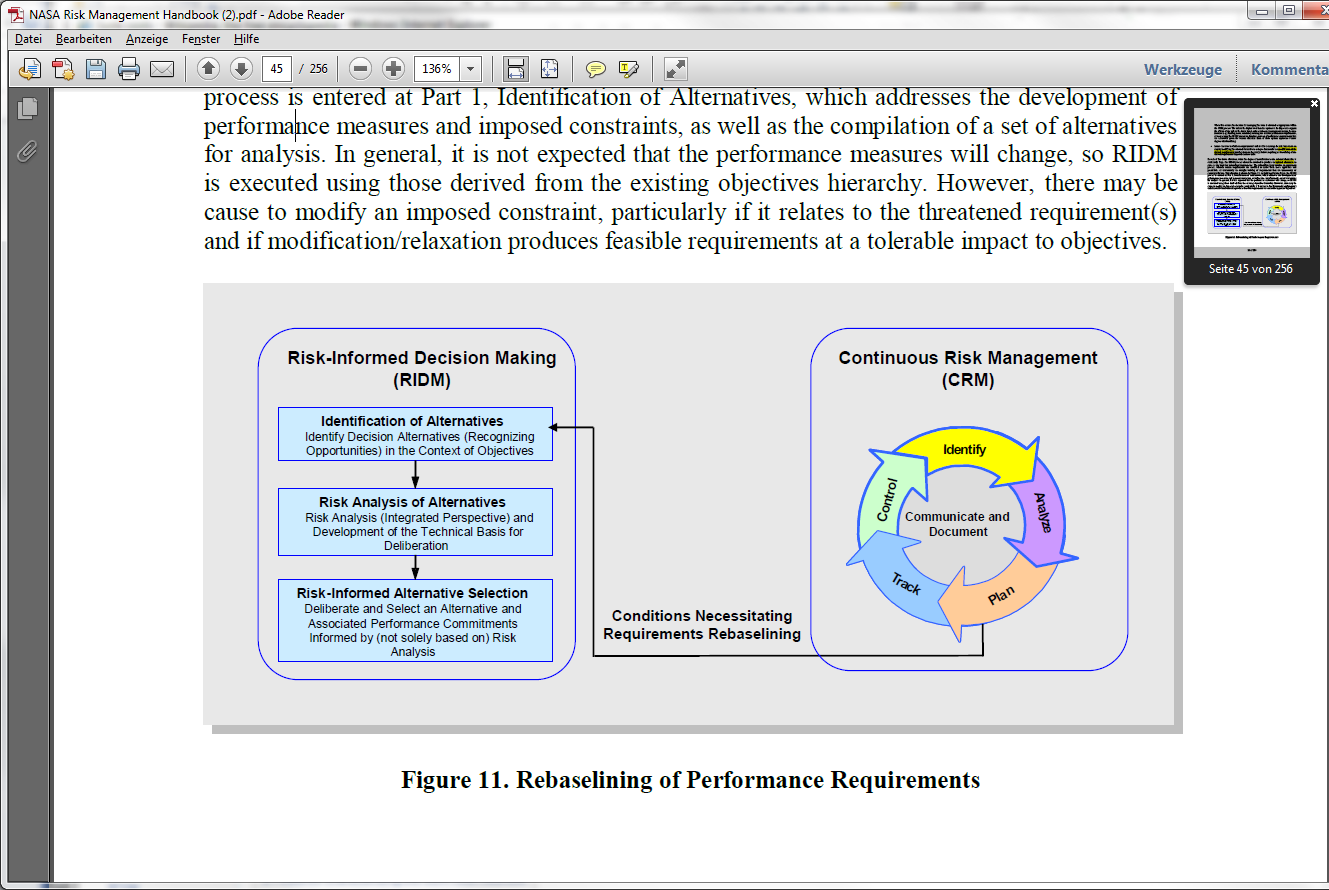 NASA Risk Management Handbook (2).pdf - Adobe Reader
Datei Bearbeiten Anzeige Fenster Hilfe
45 / 256 136% Werkzeuge Kommenta
process is entered at Part 1, Identification of Alternatives, which addresses the development of
performance measures and imposed constraints, as well as the compilation of a set of alternatives
for analysis. In general, it is not expected that the performance measures will change, so RIDM
is executed using those derived from the existing objectives hierarchy. However, there may be
cause to modify an imposed constraint, particularly if it relates to the threatened requirement(s)
and if modification/relaxation produces feasible requirements at a tolerable impact to objectives.
Seite 45 von 256
Risk-Informed Decision Making
(RIDM)
Identification of Alternatives
Identify Decision Alternatives (Recognizing
Opportunities) in the Context of Objectives
Risk Analysis of Alternatives
Risk Analysis (Integrated Perspective) and
Development of the Technical Basis for
Deliberation
Risk-Informed Alternative Selection
Deliberate and Select an Alternative and
Associated Performance Commitments
Informed by (not solely based on) Risk
Analysis
Conditions Necessitating
Requirements Rebaselining
Continuous Risk Management
(CRM)
Identify
Analyze
Plan
Track
Control
Communicate and
Document
Figure 11. Rebaselining of Performance Requirements